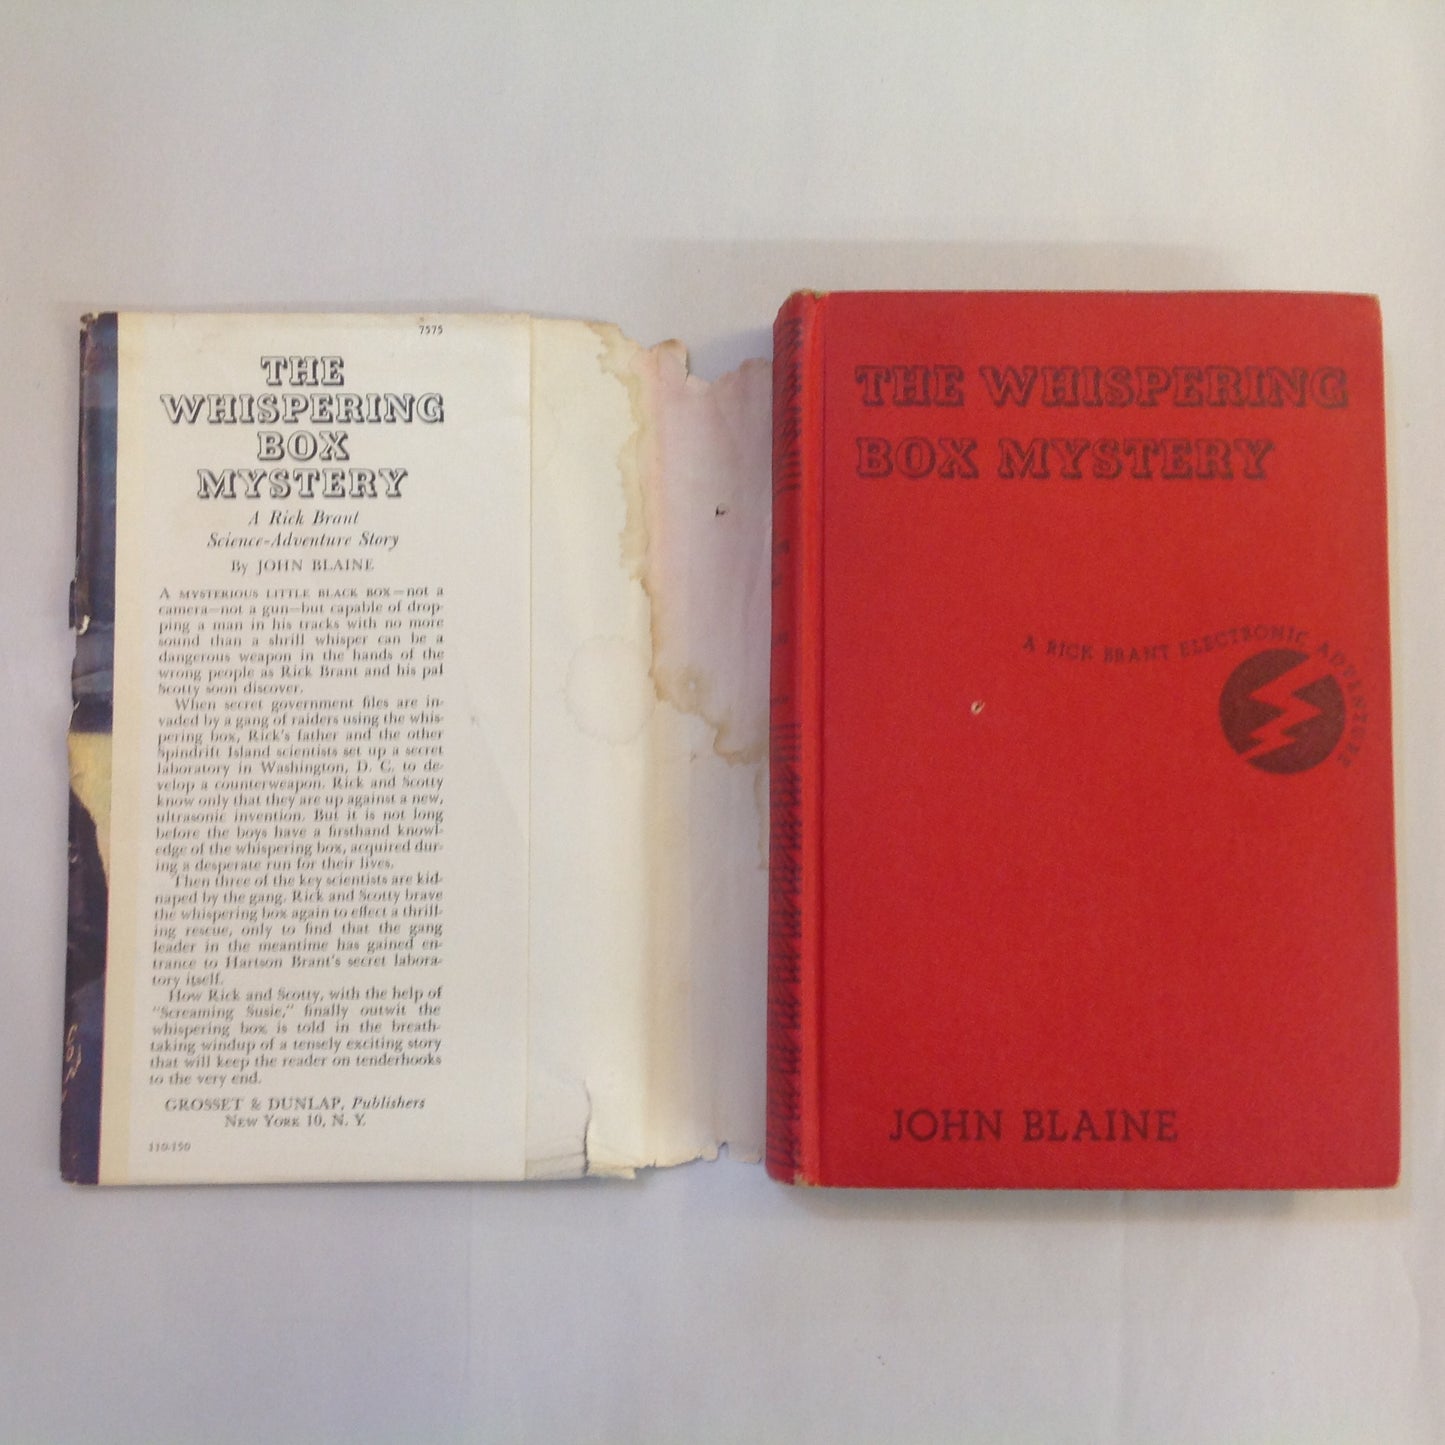 7575
THE
WHISPERING
BOX
MYSTERY
A Rick Brant
Science-Adventure Story
By JOHN BLAINE
A MYSTERIOUS LITTLE BLACK BOX—not a
camera—not a gun—but capable of drop-
ping a man in his tracks with no more
sound than a shrill whisper can be a
dangerous weapon in the hands of the
wrong people as Rick Brant and his pal
Scotty soon discover.
When secret government files are in-
vaded by a gang of raiders using the whis-
pering box, Rick's father and the other
Spindrift Island scientists set up a secret
laboratory in Washington, D. C. to de-
velop a counterweapon. Rick and Scotty
know only that they are up against a new,
ultrasonic invention. But it is not long
before the boys have a firsthand knowl-
edge of the whispering box, acquired dur-
ing a desperate run for their lives.
Then three of the key scientists are kid-
naped by the gang. Rick and Scotty brave
the whispering box again to effect a thrill-
ing rescue, only to find that the gang
leader in the meantime has gained en-
trance to Hartson Brant's secret labora-
tory itself.
How Rick and Scotty, with the help of
"Screaming Susie," finally outwit the
whispering box is told in the breath-
taking windup of a tensely exciting story
that will keep the reader on tenderhooks
to the very end.
GROSSET & DUNLAP, Publishers
NEW YORK 10, N. Y.
110-150
THE WHISPERING
BOX MYSTERY
A RICK BRANT ELECTRONIC ADVENTURE
JOHN BLAINE